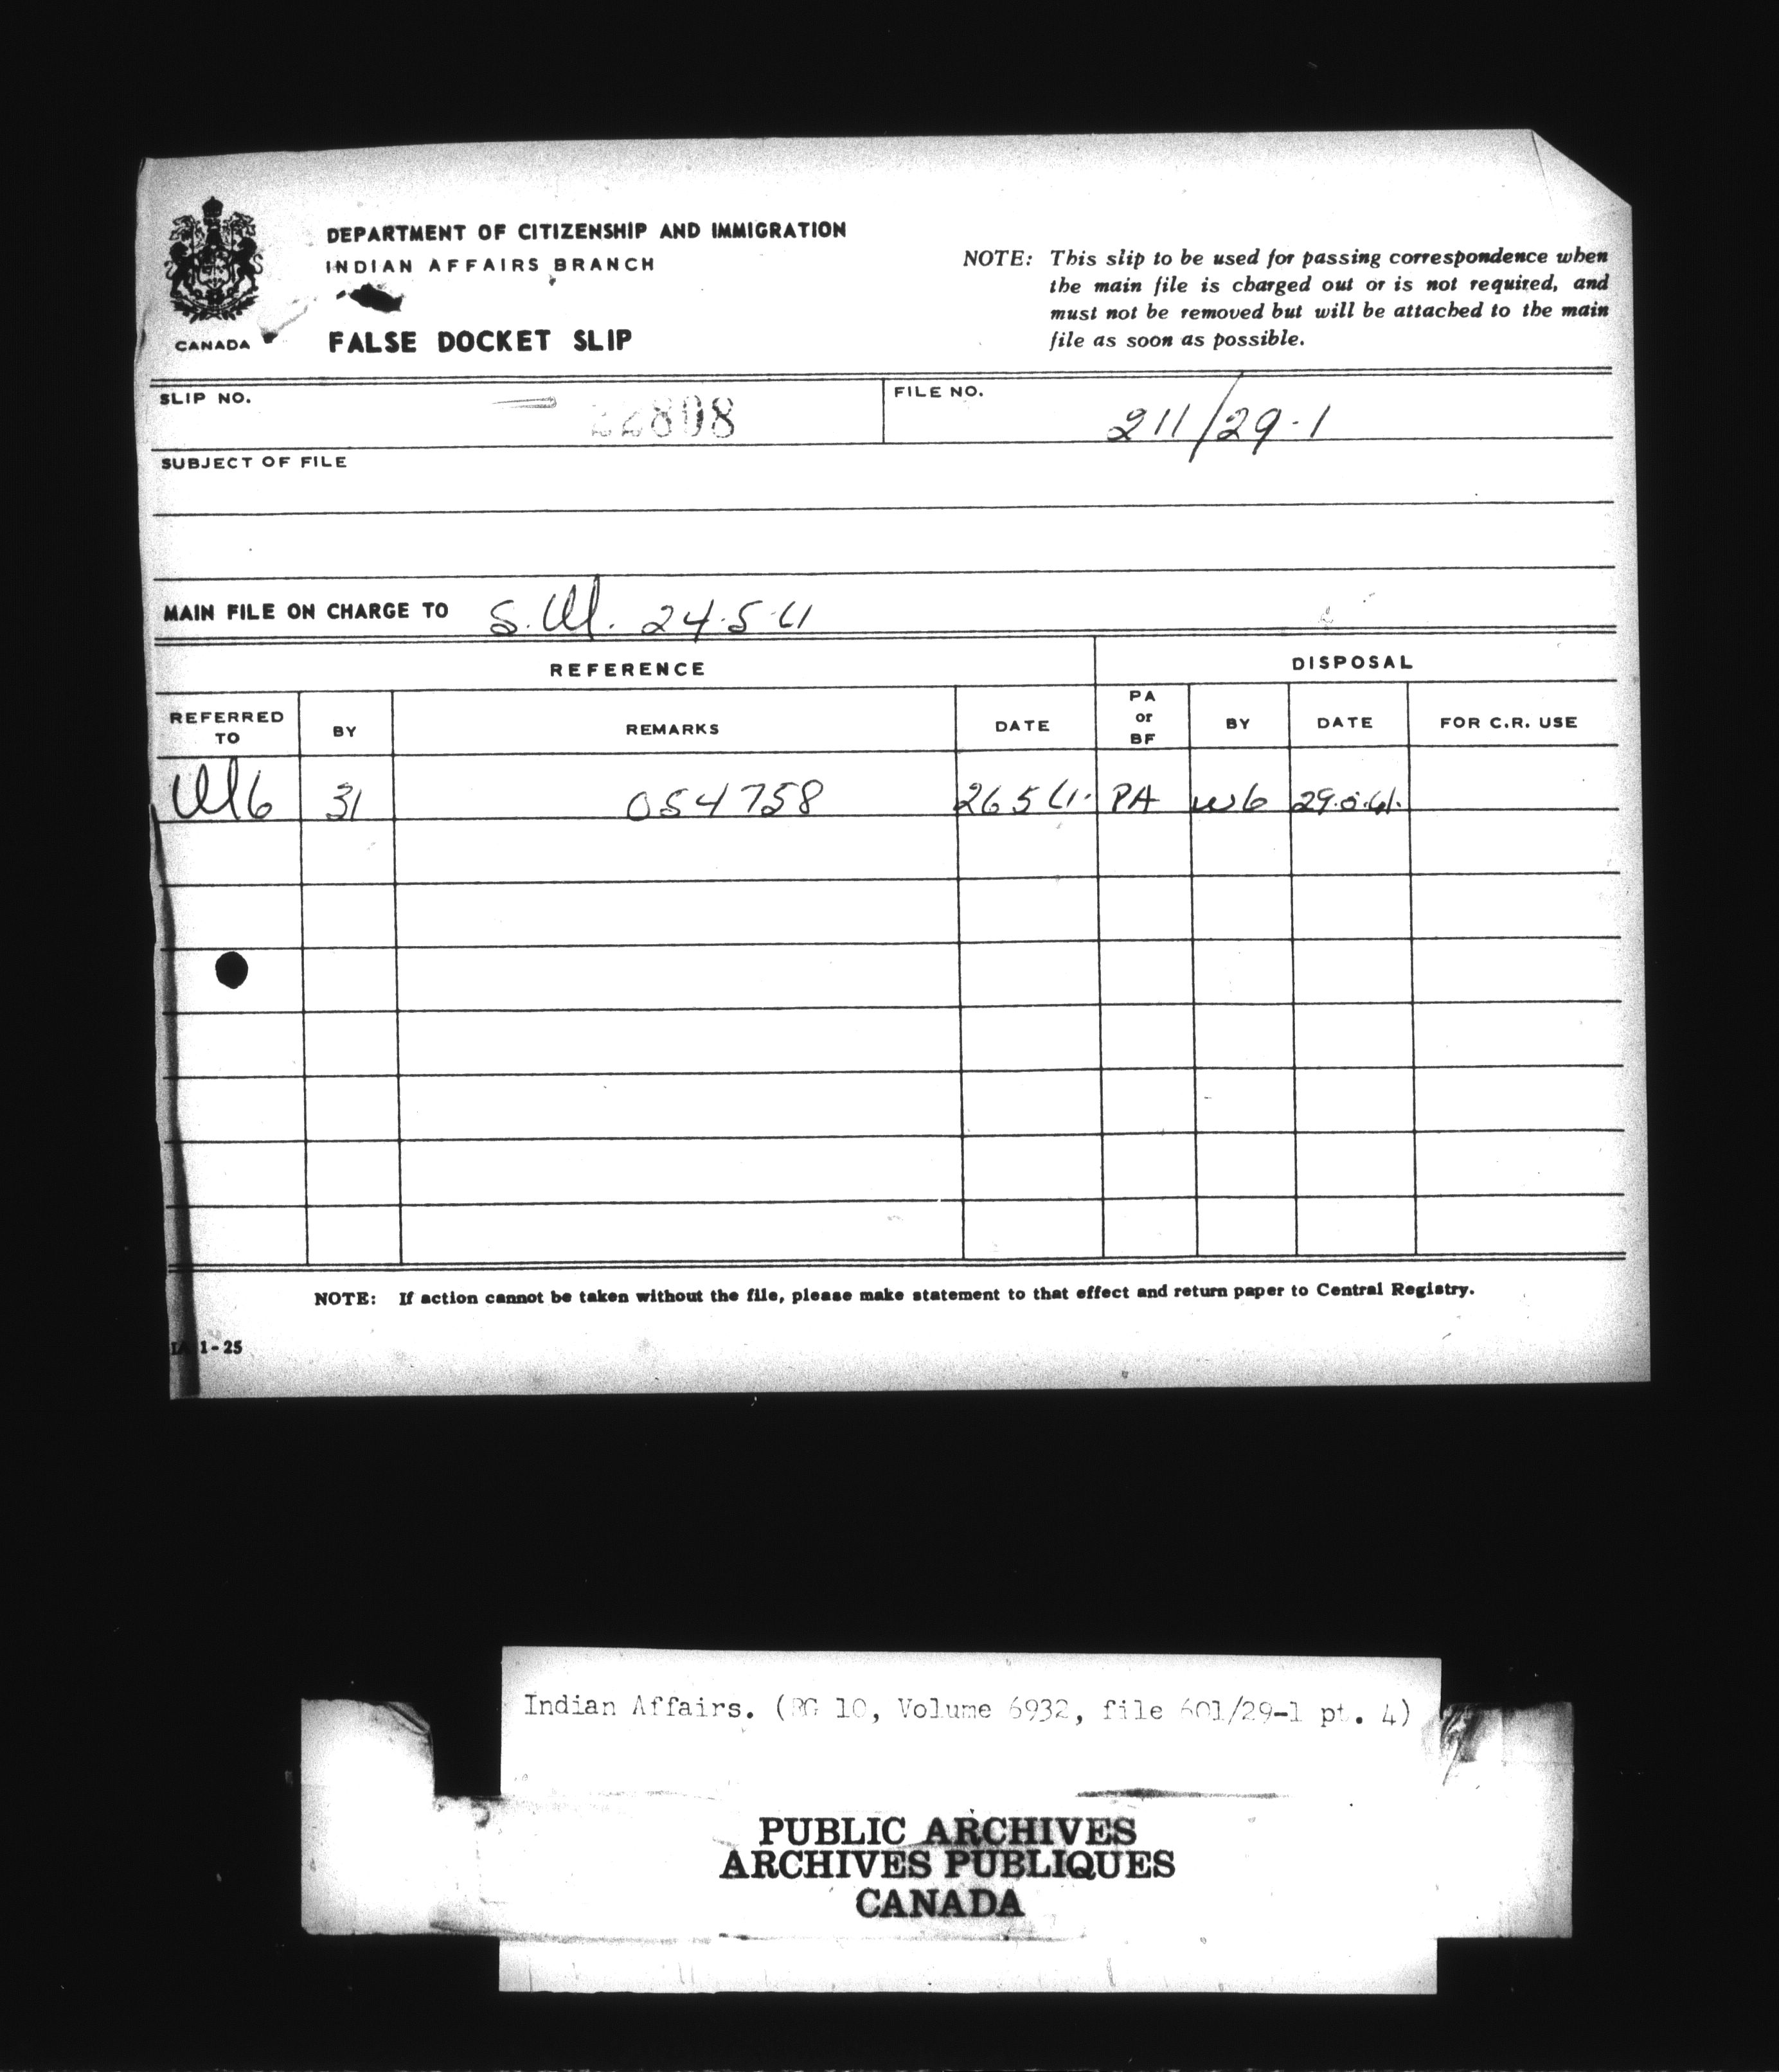 DEPARTMENT OF CITIZENSHIP AND IMMIGRATION
INDIAN AFFAIRS BRANCH
CANADA
FALSE DOCKET SLIP
NOTE: This slip to be used for passing correspondence when
the main file is charged out or is not required, and
must not be removed but will be attached to the main
file as soon as possible.
SLIP NO. 22808
FILE NO. 211/29-1
SUBJECT OF FILE
MAIN FILE ON CHARGE TO 24.5.61
REFERENCE DISPOSAL
REFERRED TO BY REMARKS DATE PA or BF BY DATE FOR C.R. USE
31 054758 26 5 61. PA w6 29.5.61.
NOTE: If action cannot be taken without the file, please make statement to that effect and return paper to Central Registry.
IA 1-25
Indian Affairs. (RG 10, Volume 6932, file 601/29-1 pt. 4)
PUBLIC ARCHIVES
ARCHIVES PUBLIQUES
CANADA